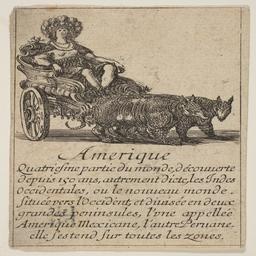 Amerique
Quatriesme partie du monde, découuerte
depuis 150 ans, autrement dicte, les Indes
Occidentales, ou le nouueau monde.
Située vers l'Occident, et diuisée en deux
grandes peninsules, l'vne appellée
Amerique Mexicane, l'autre Peruane.
elle s'estend sur toutes les zones.